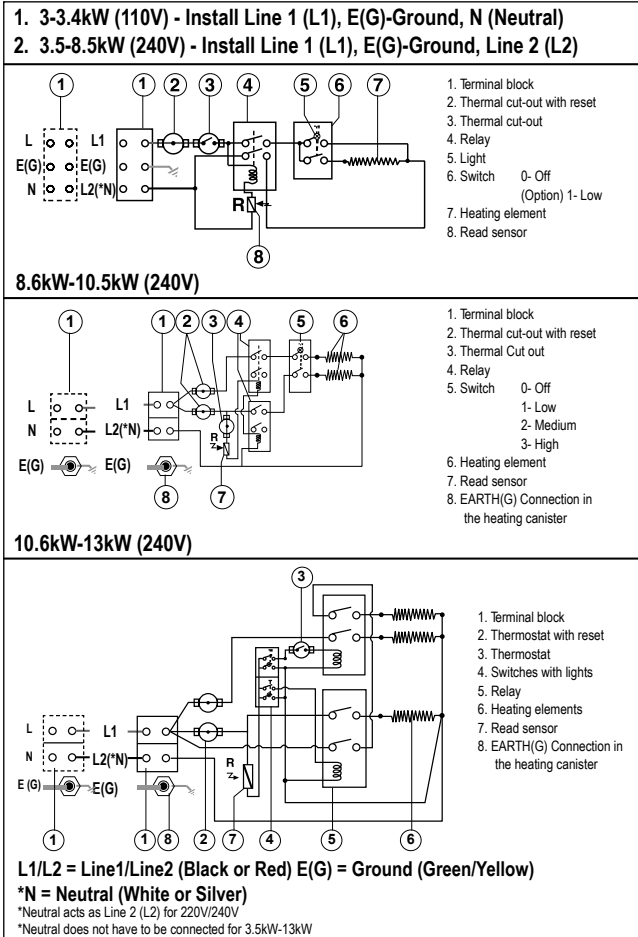 1. 3-3.4kW (110V) - Install Line 1 (L1), E(G)-Ground, N (Neutral)
2. 3.5-8.5kW (240V) - Install Line 1 (L1), E(G)-Ground, Line 2 (L2)
1 1 2 3 4 5 6 7
L L1
E(G) E(G)
N L2(*N)
R
8
1. Terminal block
2. Thermal cut-out with reset
3. Thermal cut-out
4. Relay
5. Light
6. Switch 0- Off
(Option) 1- Low
7. Heating element
8. Read sensor
8.6kW-10.5kW (240V)
1 1 2 3 4 5 6
L L1
N L2(*N)
R
E(G) E(G)
8 7
1. Terminal block
2. Thermal cut-out with reset
3. Thermal Cut out
4. Relay
5. Switch 0- Off
1- Low
2- Medium
3- High
6. Heating element
7. Read sensor
8. EARTH(G) Connection in
the heating canister
10.6kW-13kW (240V)
3
L L1
N L2(*N)
R
E (G) E(G)
1 1 8 2 7 4 5 6
1. Terminal block
2. Thermostat with reset
3. Thermostat
4. Switches with lights
5. Relay
6. Heating elements
7. Read sensor
8. EARTH(G) Connection in
the heating canister
L1/L2 = Line1/Line2 (Black or Red) E(G) = Ground (Green/Yellow)
*N = Neutral (White or Silver)
*Neutral acts as Line 2 (L2) for 220V/240V
*Neutral does not have to be connected for 3.5kW-13kW